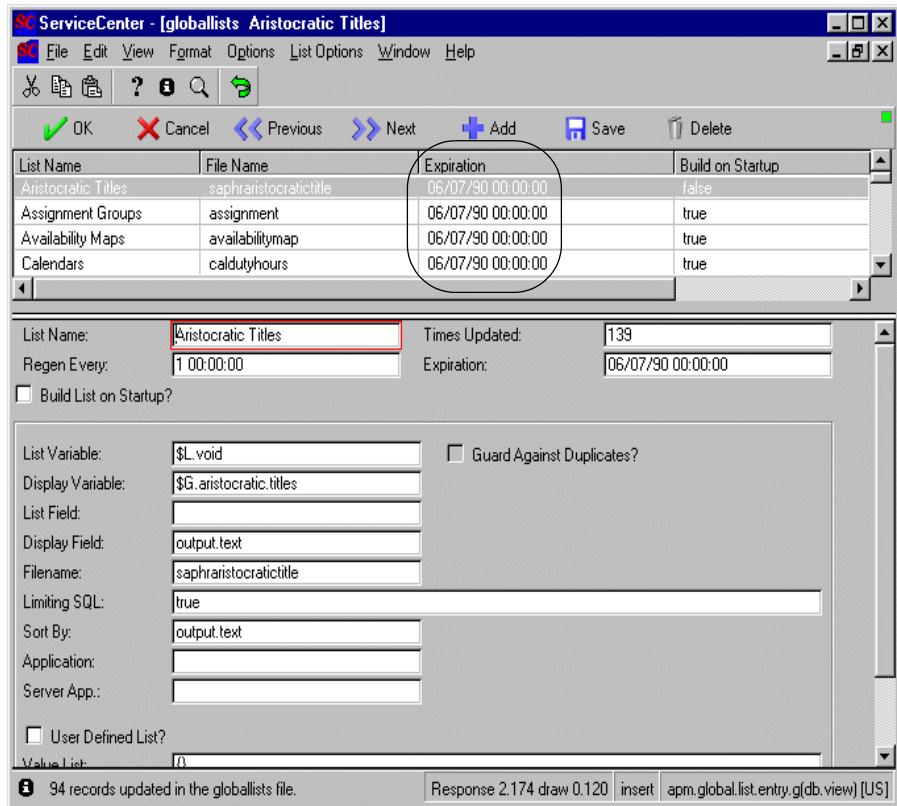 SC ServiceCenter - [globallists Aristocratic Titles]
SC File Edit View Format Options List Options Window Help
OK Cancel Previous Next Add Save Delete
List Name File Name Expiration Build on Startup
Aristocratic Titles saphraristocratictitle 06/07/90 00:00:00 false
Assignment Groups assignment 06/07/90 00:00:00 true
Availability Maps availabilitymap 06/07/90 00:00:00 true
Calendars caldutyhours 06/07/90 00:00:00 true
List Name: Aristocratic Titles Times Updated: 139
Regen Every: 1 00:00:00 Expiration: 06/07/90 00:00:00
Build List on Startup?
List Variable: $L.void Guard Against Duplicates?
Display Variable: $G.aristocratic.titles
List Field:
Display Field: output.text
Filename: saphraristocratictitle
Limiting SQL: true
Sort By: output.text
Application:
Server App.:
User Defined List?
Value List: {}
94 records updated in the globallists file. Response 2.174 draw 0.120 insert apm.global.list.entry.g(db.view) [US]